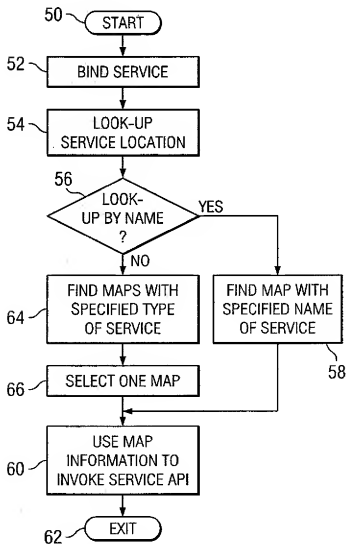 50
START
52
BIND SERVICE
54
LOOK-UP
SERVICE LOCATION
56
LOOK-
UP BY NAME
?
YES
NO
64
FIND MAPS WITH
SPECIFIED TYPE
OF SERVICE
FIND MAP WITH
SPECIFIED NAME
OF SERVICE
58
66
SELECT ONE MAP
60
USE MAP
INFORMATION TO
INVOKE SERVICE API
62
EXIT